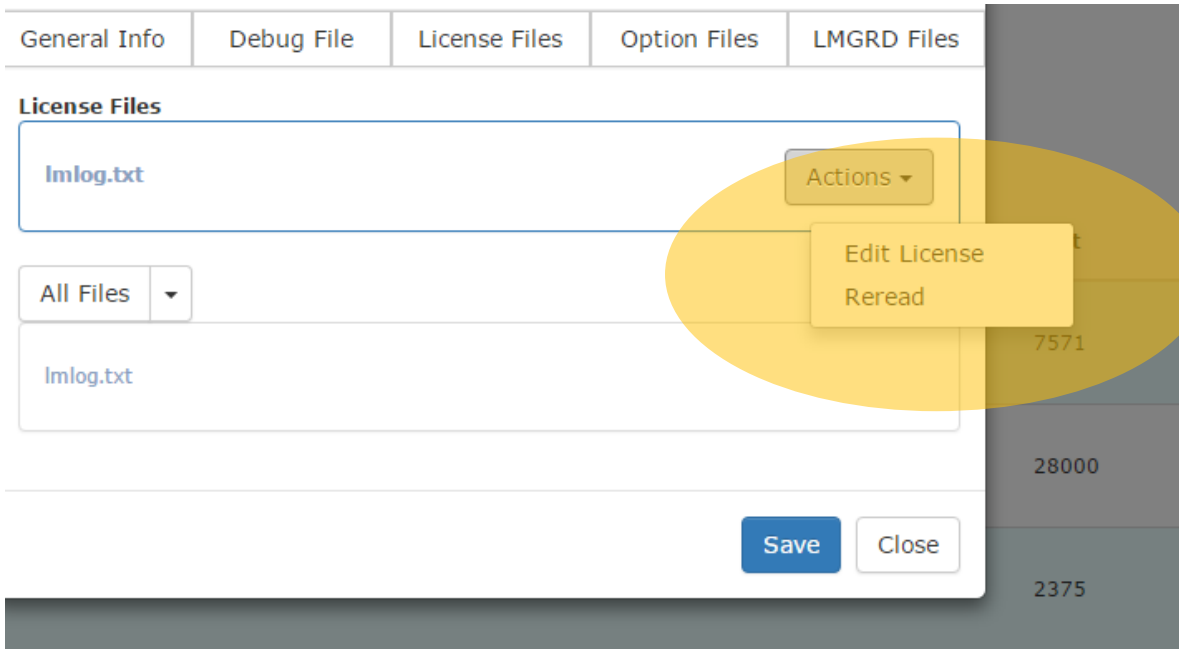 General Info Debug File License Files Option Files LMGRD Files
License Files
lmlog.txt Actions
t
Edit License
All Files Reread
7571
lmlog.txt
28000
Save Close
2375